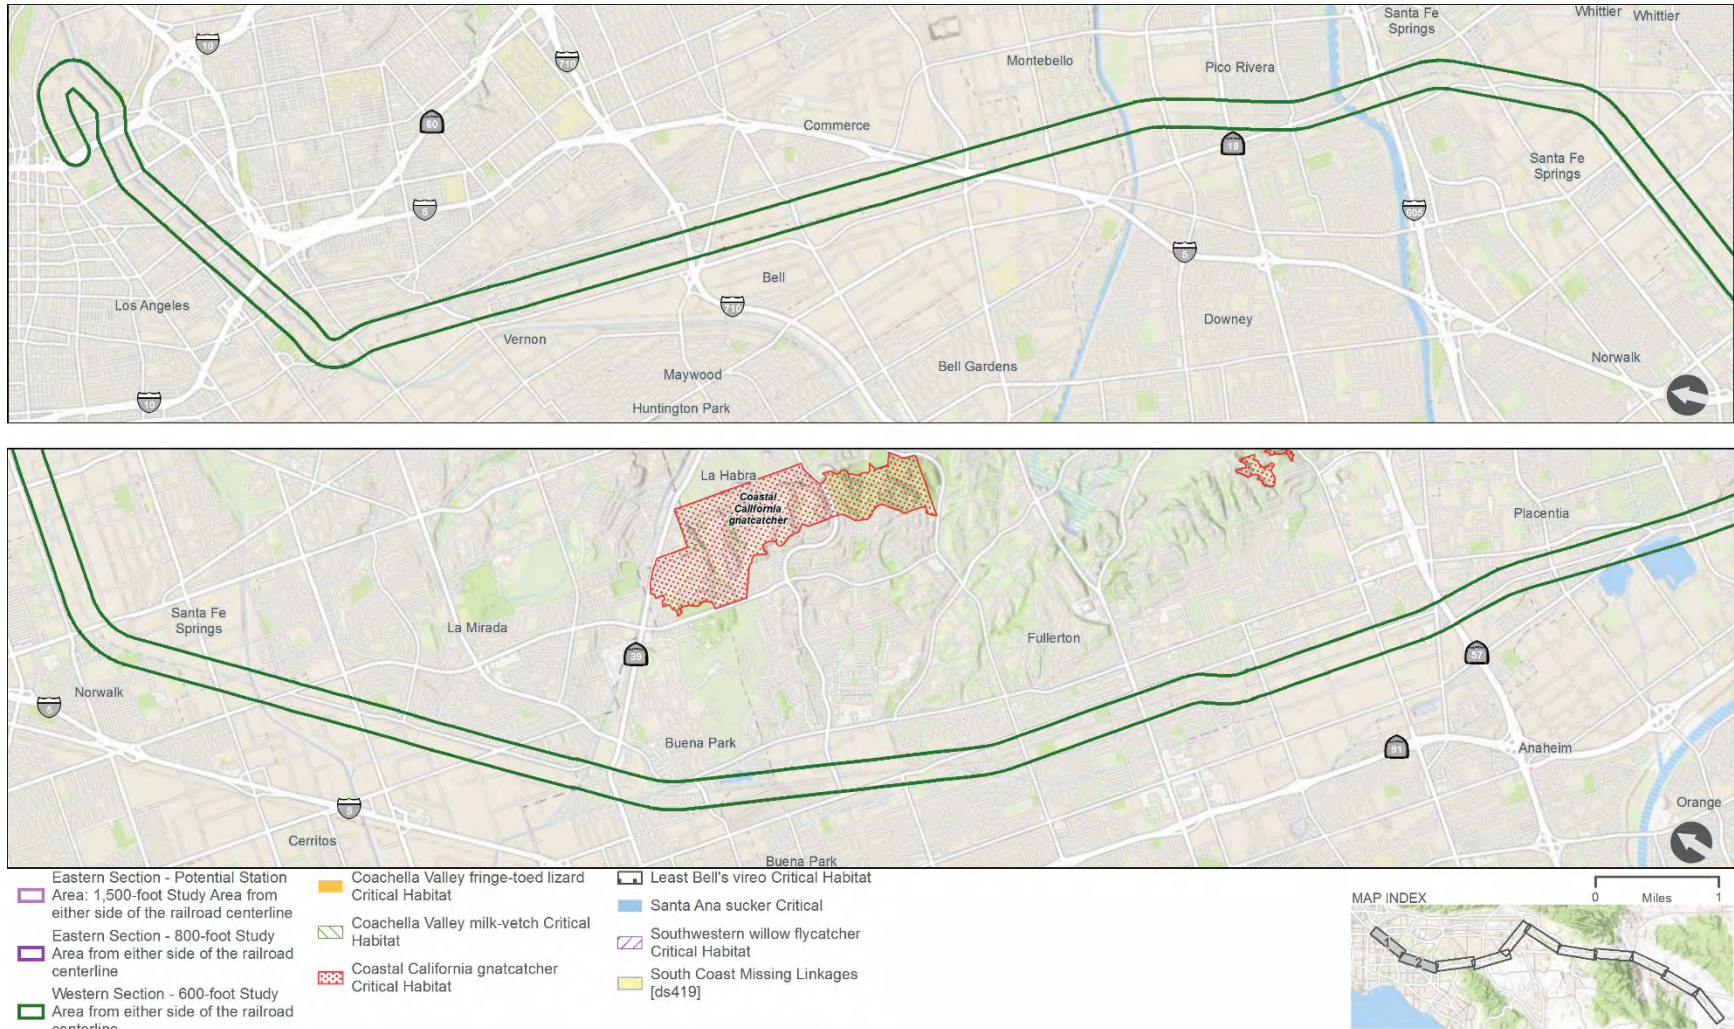 Santa Fe
Springs
Whittier
Whittier
10
710
Montebello
Pico Rivera
60
Commerce
19
Santa Fe
Springs
5
605
5
Bell
Los Angeles
710
Downey
Vernon
Norwalk
Bell Gardens
Maywood
10
Huntington Park
La Habra
Coastal
California
gnatcatcher
Placentia
Santa Fe
Springs
La Mirada
Fullerton
39
57
Norwalk
5
Buena Park
91
Anaheim
5
Orange
Cerritos
Buena Park
Eastern Section - Potential Station
Area: 1,500-foot Study Area from
either side of the railroad centerline
Eastern Section - 800-foot Study
Area from either side of the railroad
centerline
Western Section - 600-foot Study
Area from either side of the railroad
centerline
Coachella Valley fringe-toed lizard
Critical Habitat
Coachella Valley milk-vetch Critical
Habitat
Coastal California gnatcatcher
Critical Habitat
Least Bell's vireo Critical Habitat
Santa Ana sucker Critical
Southwestern willow flycatcher
Critical Habitat
South Coast Missing Linkages
[ds419]
MAP INDEX
0 Miles 1
1
2